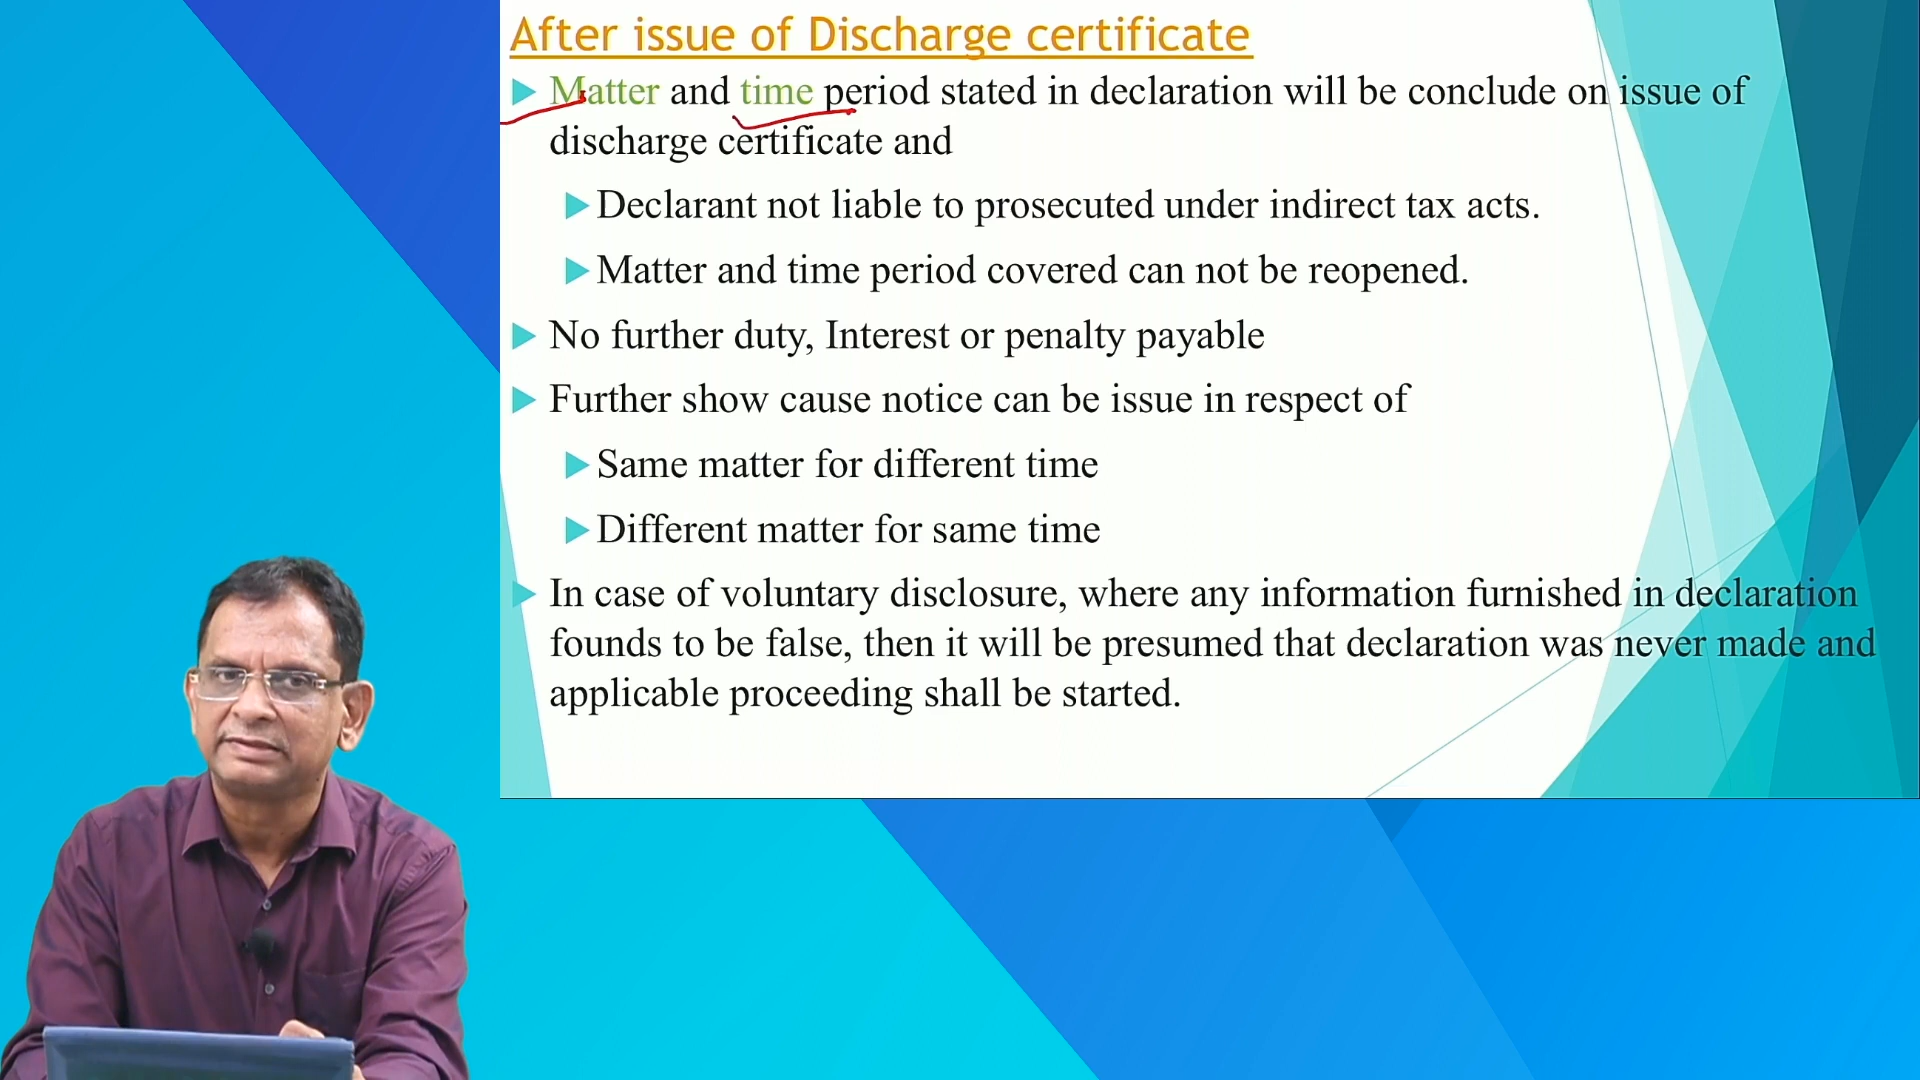 After issue of Discharge certificate
Matter and time period stated in declaration will be conclude on issue of
discharge certificate and
Declarant not liable to prosecuted under indirect tax acts.
Matter and time period covered can not be reopened.
No further duty, Interest or penalty payable
Further show cause notice can be issue in respect of
Same matter for different time
Different matter for same time
In case of voluntary disclosure, where any information furnished in declaration
founds to be false, then it will be presumed that declaration was never made and
applicable proceeding shall be started.